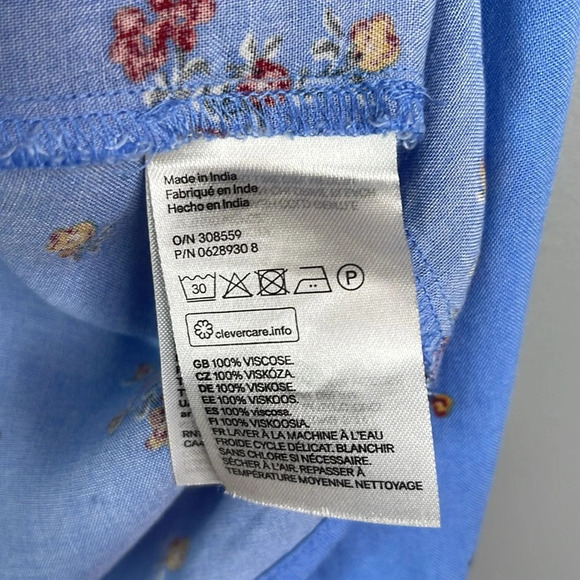 Made in India
Fabriqué en Inde
Hecho en India
O/N 308559
P/N 0628930 8
30 P
clevercare.info
GB 100% VISCOSE.
CZ 100% VISKÓZA.
DE 100% VISKOSE.
EE 100% VISKOOS.
ES 100% viscosa.
FI 100% VISKOOSIA.
FR LAVER À LA MACHINE À L'EAU
FROIDE CYCLE DÉLICAT. BLANCHIR
SANS CHLORE SI NÉCESSAIRE.
SÉCHER À L'AIR. REPASSER À
TEMPÉRATURE MOYENNE. NETTOYAGE
RN
CA